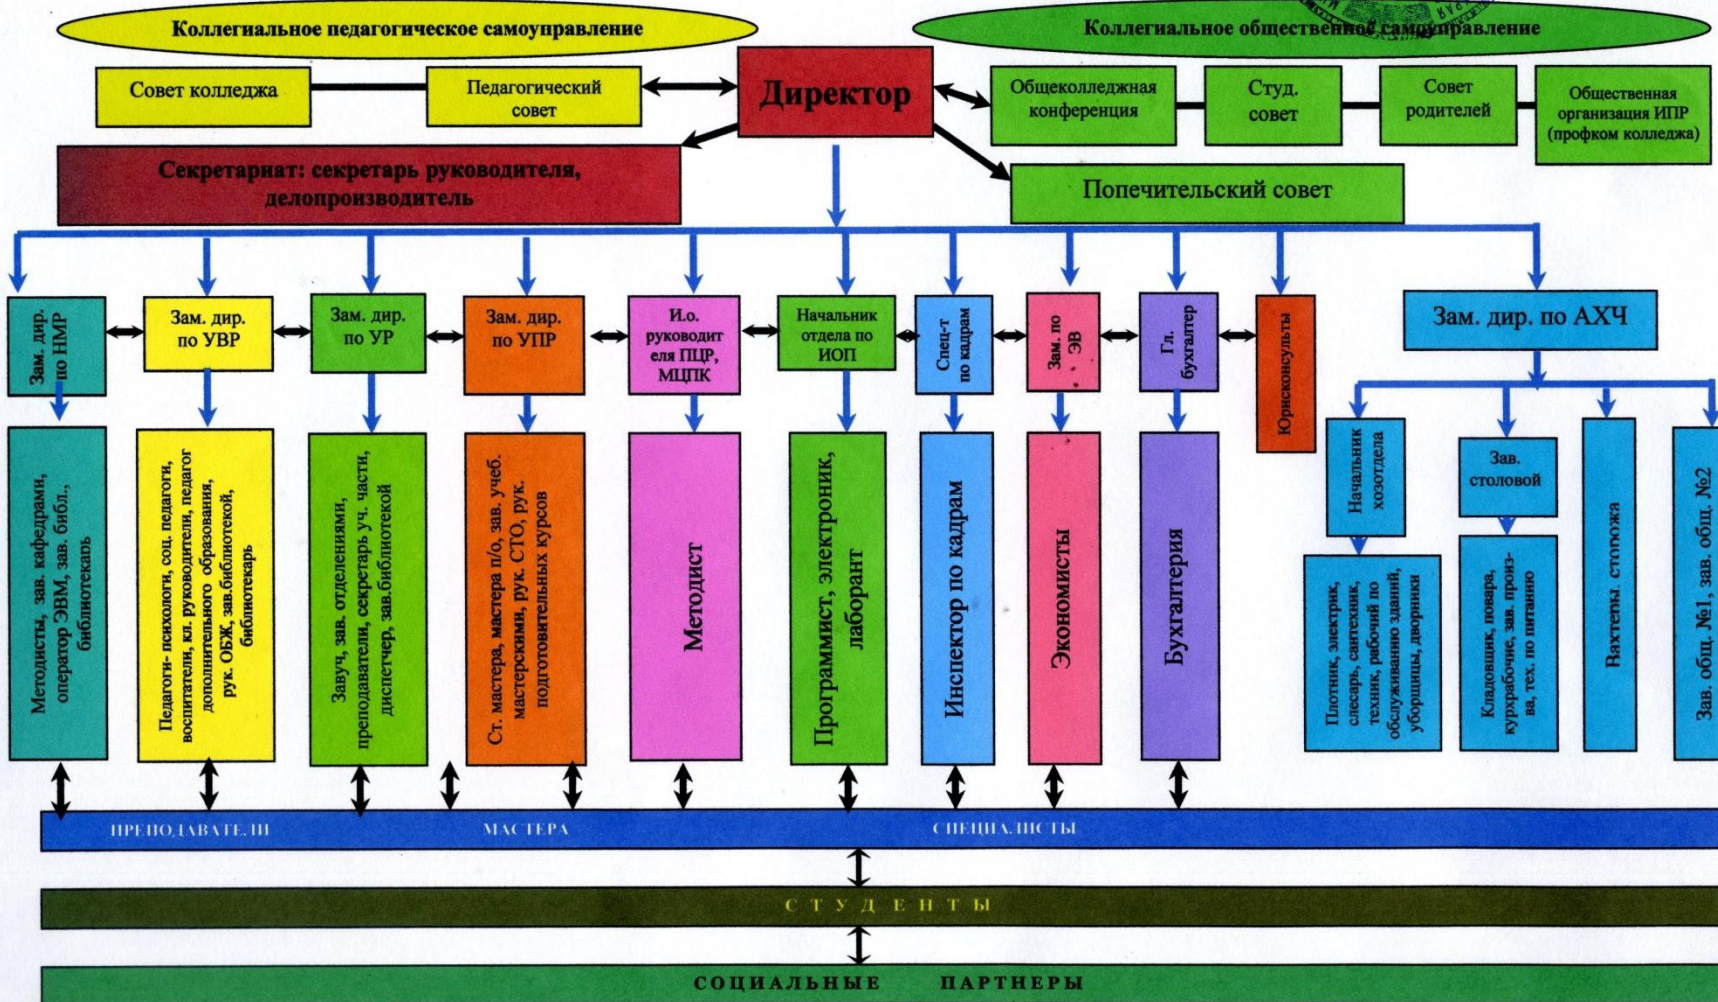 Коллегиальное педагогическое самоуправление
Коллегиальное общественное самоуправление
Совет колледжа
Педагогический
совет
Директор
Общеколледжная
конференция
Студ.
совет
Совет
родителей
Общественная
организация ИПР
(профком колледжа)
Секретариат: секретарь руководителя,
делопроизводитель
Попечительский совет
Зам. дир.
по НМР
Зам. дир.
по УВР
Зам. дир.
по УР
Зам. дир.
по УПР
И.о.
руководит
еля ПЦР,
МЦПК
Начальник
отдела по
ИОП
Спец-т
по кадрам
Зам. по
ЭВ
Гл.
бухгалтер
Юрисконсульты
Зам. дир. по АХЧ
Методисты, зав. кафедрами,
оператор ЭВМ, зав. библ.,
библиотекарь
Педагоги- психологи, соц. педагоги,
воспитатели, кл. руководители, педагог
дополнительного образования,
рук. ОБЖ, зав.библиотекой,
библиотекарь
Завуч, зав. отделениями,
преподаватели, секретарь уч. части,
диспетчер, зав.библиотекой
Ст. мастера, мастера п/о, зав. учеб.
мастерскими, рук. СТО, рук.
подготовительных курсов
Методист
Программист, электроник,
лаборант
Инспектор по кадрам
Экономисты
Бухгалтерия
Начальник
хозотдела
Зав.
столовой
Вахтеры. сторожа
Зав. общ. №1, зав. общ. №2
Плотник, электрик,
слесарь, сантехник,
техник, рабочий по
обслуживанию зданий,
уборщицы, дворники
Кладовщик, повара,
кухрабочие, зав. произ-
ва, тех. по питанию
ПРЕПОДАВАТЕЛИ МАСТЕРА СПЕЦИАЛИСТЫ
СТУДЕНТЫ
СОЦИАЛЬНЫЕ ПАРТНЕРЫ